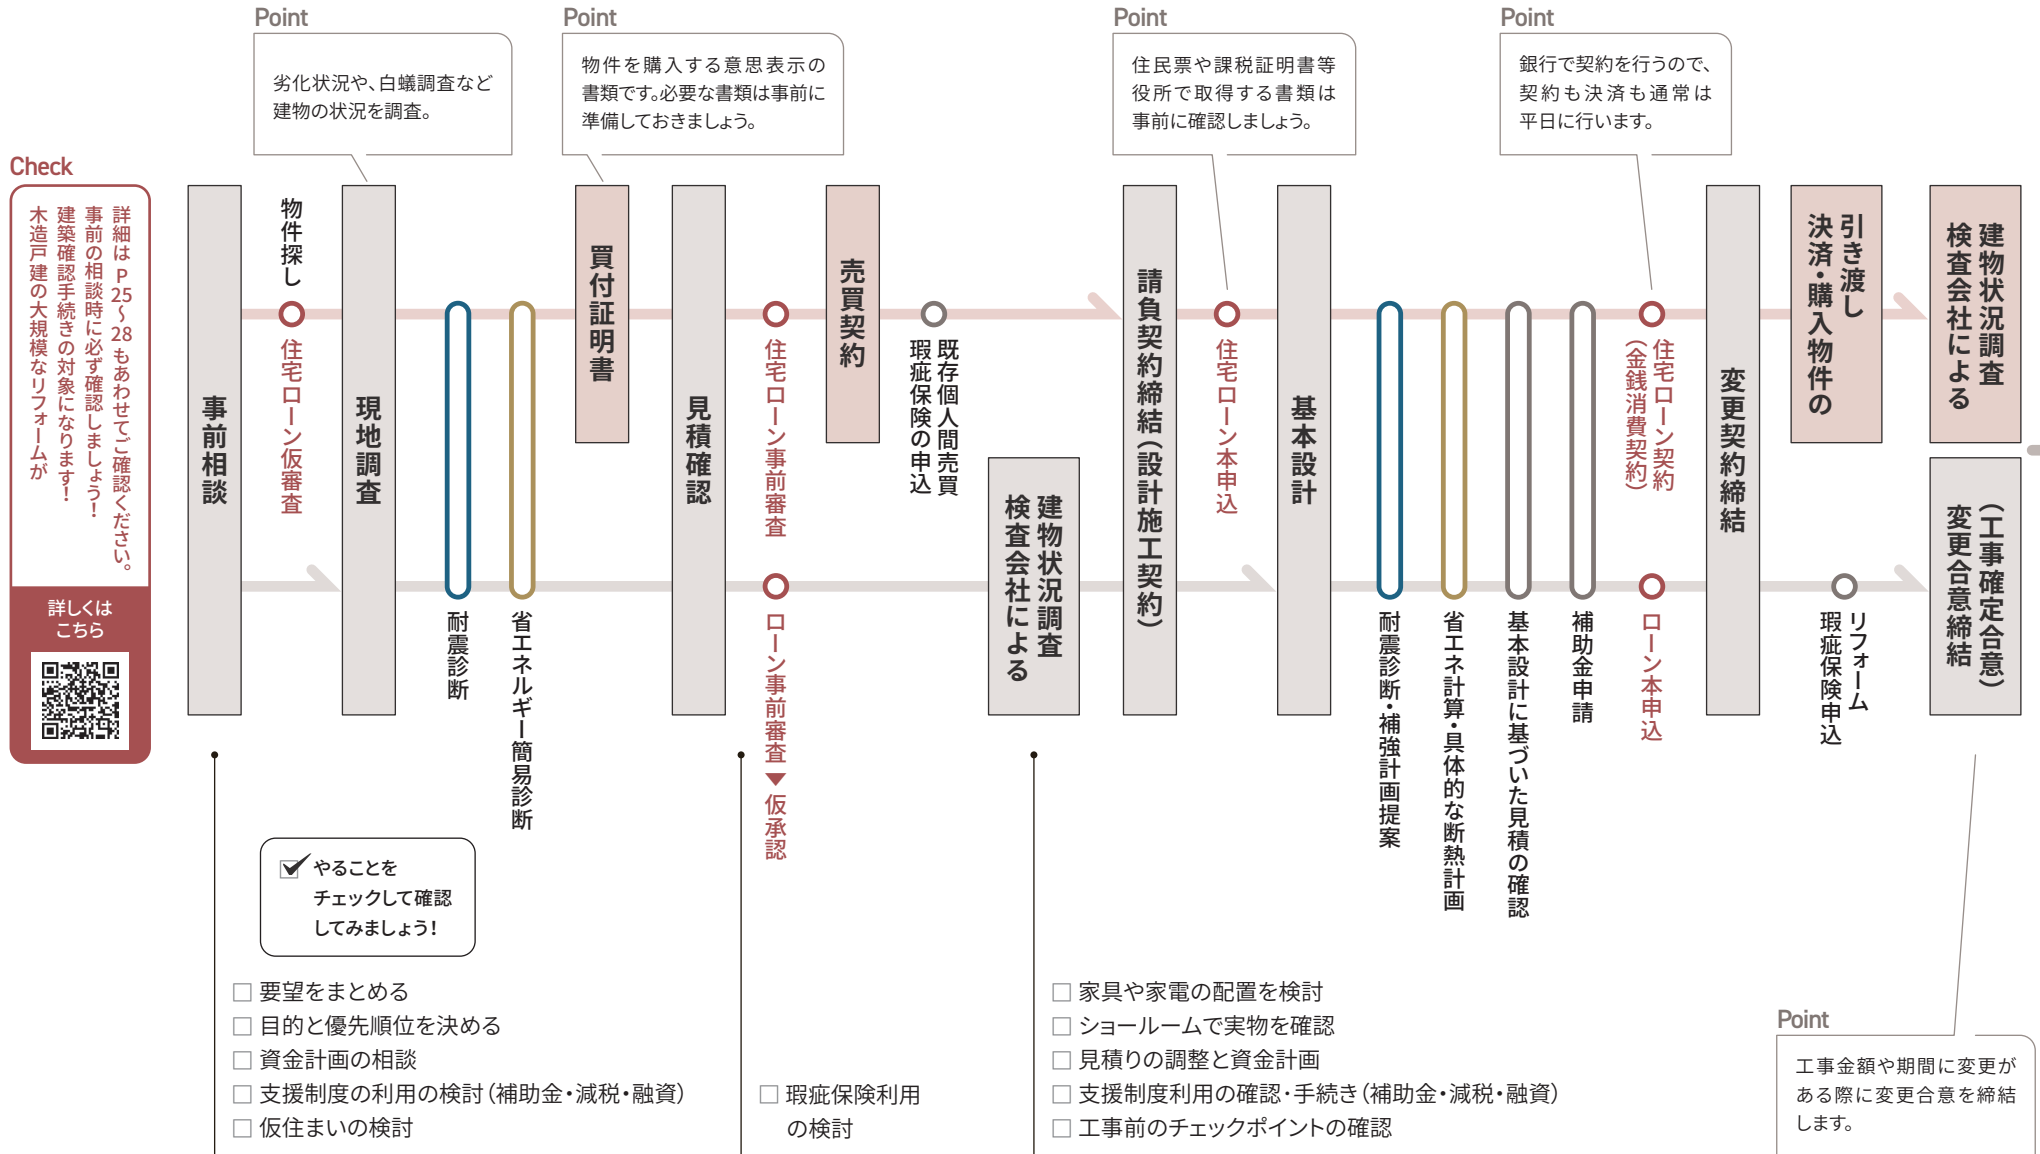 Point
劣化状況や、白蟻調査など
建物の状況を調査。
Point
物件を購入する意思表示の
書類です。必要な書類は事前に
準備しておきましょう。
Point
住民票や課税証明書等
役所で取得する書類は
事前に確認しましょう。
Point
銀行で契約を行うので、
契約も決済も通常は
平日に行います。
Check
木造戸建の大規模なリフォームが
建築確認手続きの対象になります！
事前の相談時に必ず確認しましょう！
詳細は P25〜28 もあわせてご確認ください。
詳しくは
こちら
事前相談
物件探し
住宅ローン仮審査
現地調査
耐震診断
省エネルギー簡易診断
買付証明書
見積確認
住宅ローン事前審査
ローン事前審査▼仮承認
売買契約
既存個人間売買
瑕疵保険の申込
検査会社による
建物状況調査
請負契約締結（設計施工契約）
住宅ローン本申込
基本設計
耐震診断・補強計画提案
省エネ計算・具体的な断熱計画
基本設計に基づいた見積の確認
補助金申請
住宅ローン契約
（金銭消費契約）
ローン本申込
変更契約締結
決済・購入物件の
引き渡し
リフォーム
瑕疵保険申込
検査会社による
建物状況調査
変更合意締結
（工事確定合意）
やることを
チェックして確認
してみましょう！
□ 要望をまとめる
□ 目的と優先順位を決める
□ 資金計画の相談
□ 支援制度の利用の検討（補助金・減税・融資）
□ 仮住まいの検討
□ 瑕疵保険利用
の検討
□ 家具や家電の配置を検討
□ ショールームで実物を確認
□ 見積りの調整と資金計画
□ 支援制度利用の確認・手続き（補助金・減税・融資）
□ 工事前のチェックポイントの確認
Point
工事金額や期間に変更が
ある際に変更合意を締結
します。